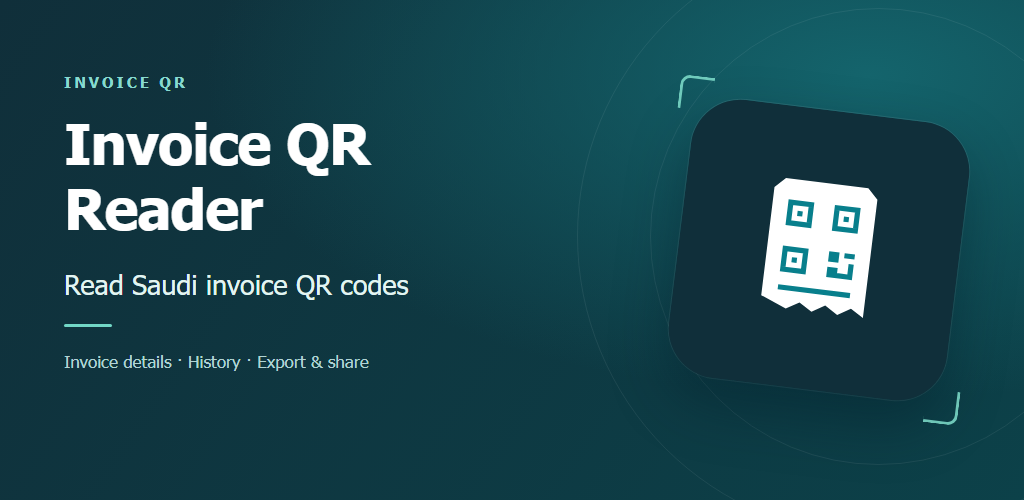 INVOICE QR
Invoice QR
Reader
Read Saudi invoice QR codes
Invoice details · History · Export & share